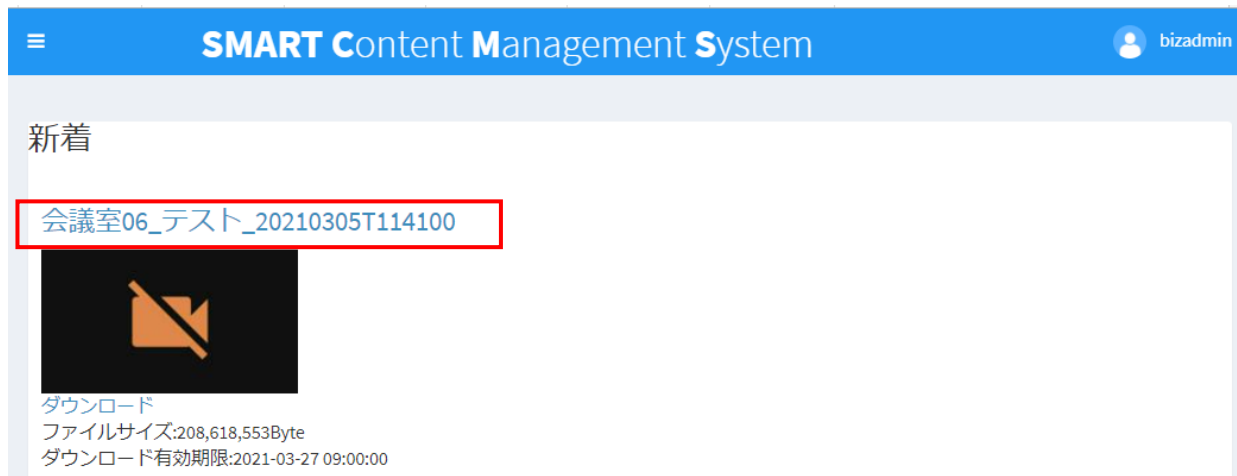 SMART Content Management System
bizadmin
新着
会議室06_テスト_20210305T114100
ダウンロード
ファイルサイズ:208,618,553Byte
ダウンロード有効期限:2021-03-27 09:00:00